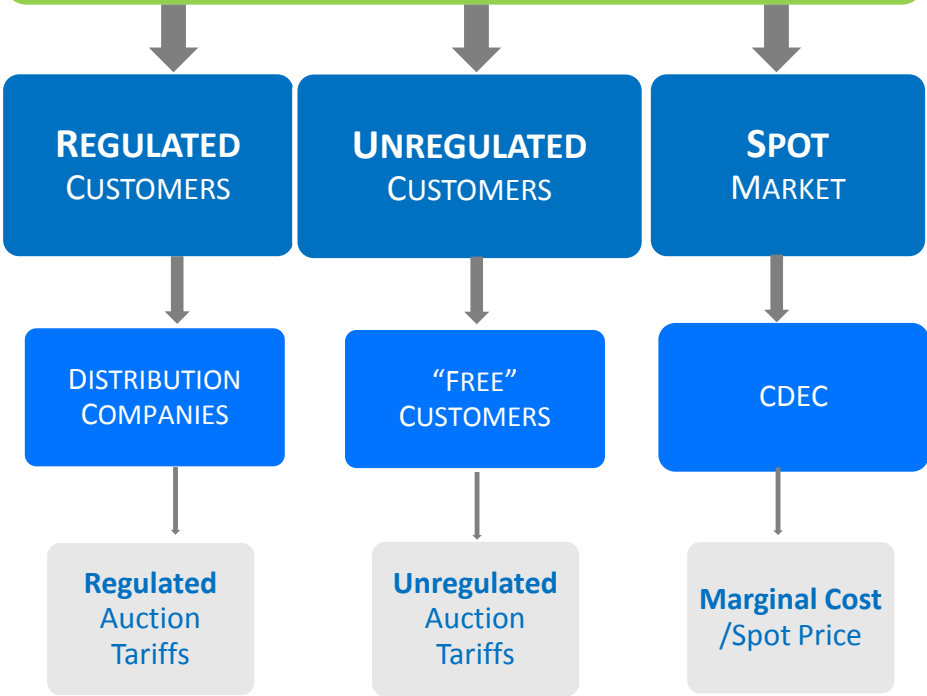 REGULATED
CUSTOMERS
UNREGULATED
CUSTOMERS
SPOT
MARKET
DISTRIBUTION
COMPANIES
“FREE”
CUSTOMERS
CDEC
Regulated
Auction
Tariffs
Unregulated
Auction
Tariffs
Marginal Cost
/Spot Price